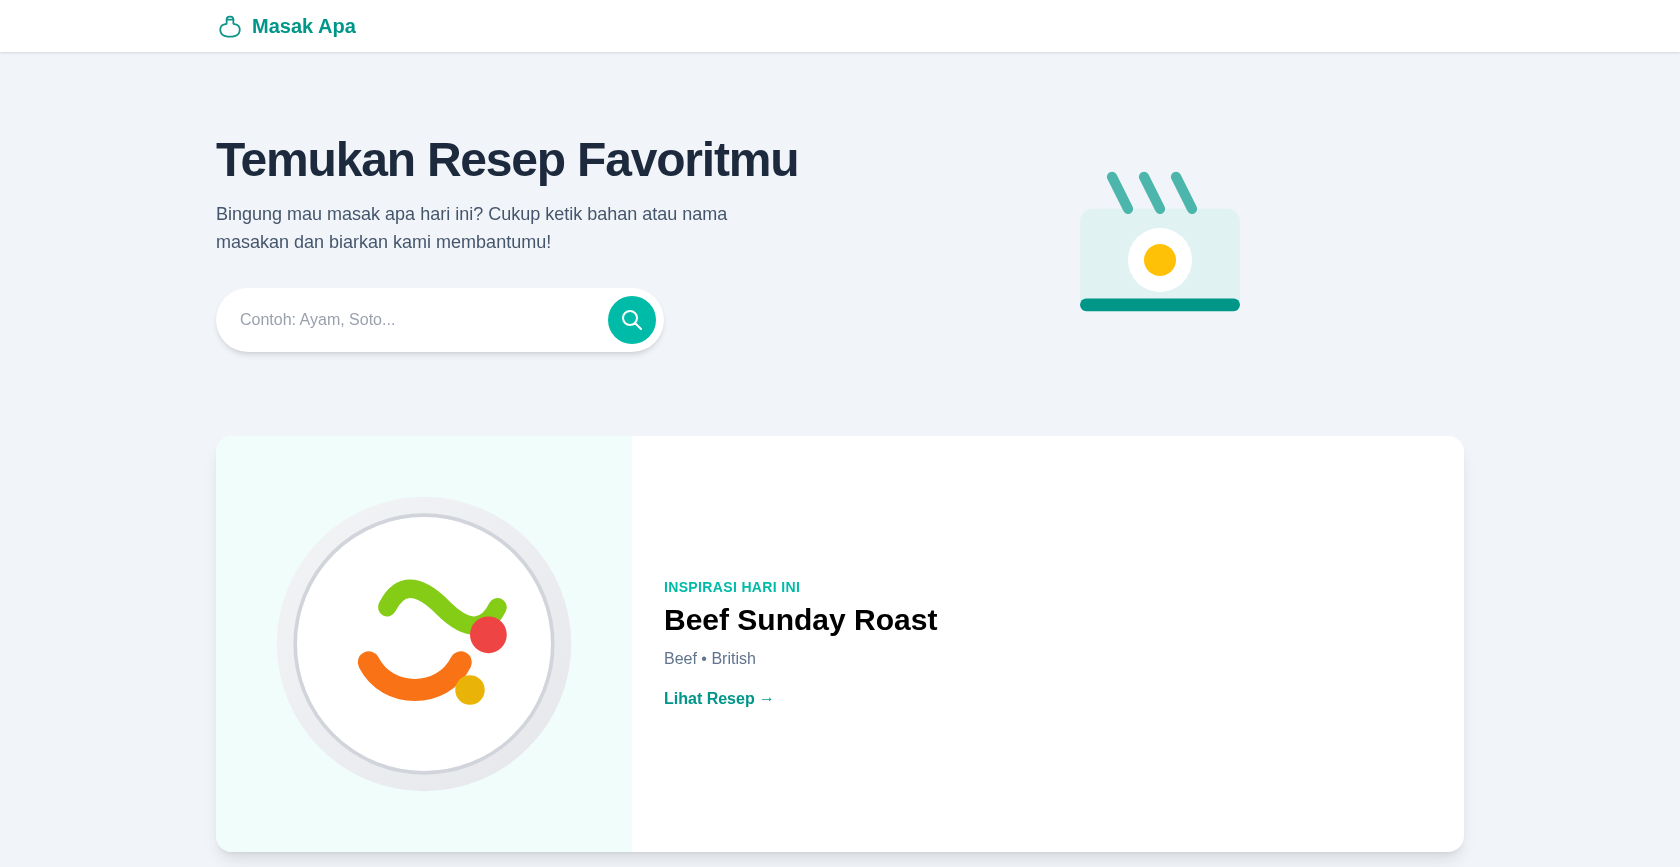 Masak Apa
Temukan Resep Favoritmu
Bingung mau masak apa hari ini? Cukup ketik bahan atau nama
masakan dan biarkan kami membantumu!
Contoh: Ayam, Soto...
INSPIRASI HARI INI
Beef Sunday Roast
Beef • British
Lihat Resep →